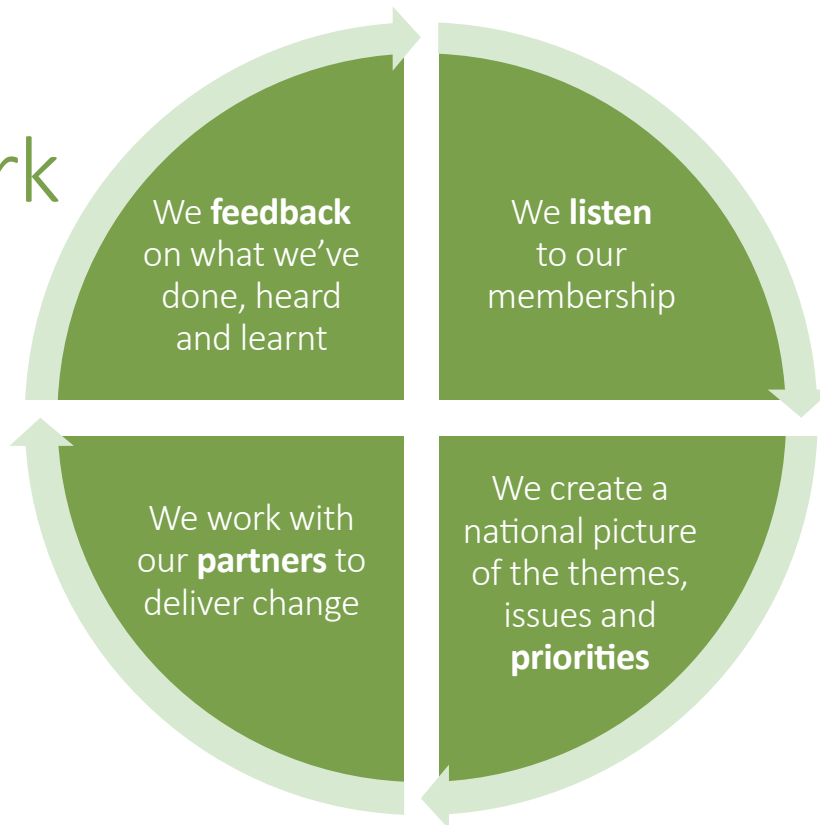 rk
We feedback
on what we've
done, heard
and learnt
We listen
to our
membership
We work with
our partners to
deliver change
We create a
national picture
of the themes,
issues and
priorities